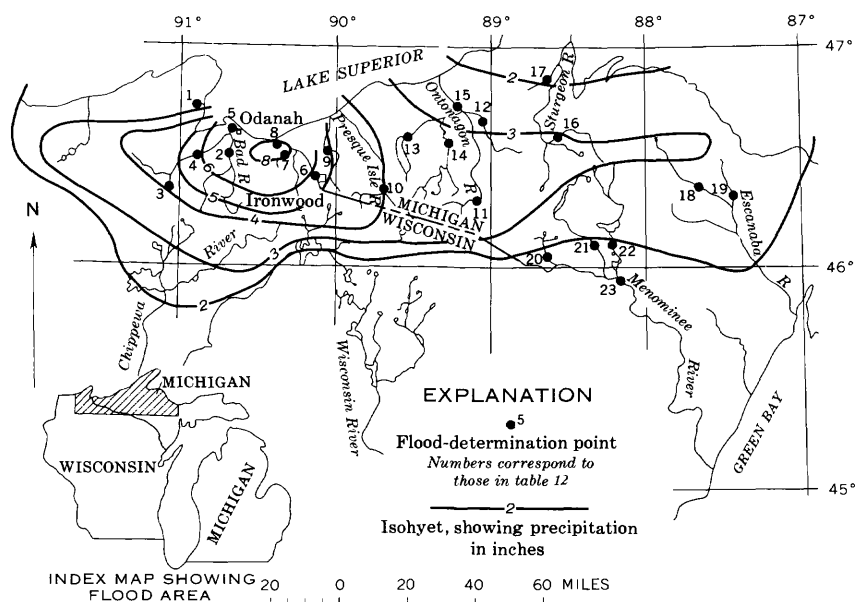 91°
90°
89°
88°
87°
47°
LAKE SUPERIOR
2
17
Sturgeon R
1
15
12
Ontonagon
5
Odanah
8
Presque Isle R
3
16
13
14
4
6
2
Bad R
8
7
9
6
3
5
Ironwood
10
R
11
18
19
Escanaba
R
4
MICHIGAN
WISCONSIN
N
River
3
20
21
22
46°
23
Menominee
River
2
Chippewa
Wisconsin River
GREEN BAY
45°
MICHIGAN
WISCONSIN
MICHIGAN
INDEX MAP SHOWING
FLOOD AREA
EXPLANATION
5
Flood-determination point
Numbers correspond to
those in table 12
2
Isohyet, showing precipitation
in inches
20 0 20 40 60 MILES